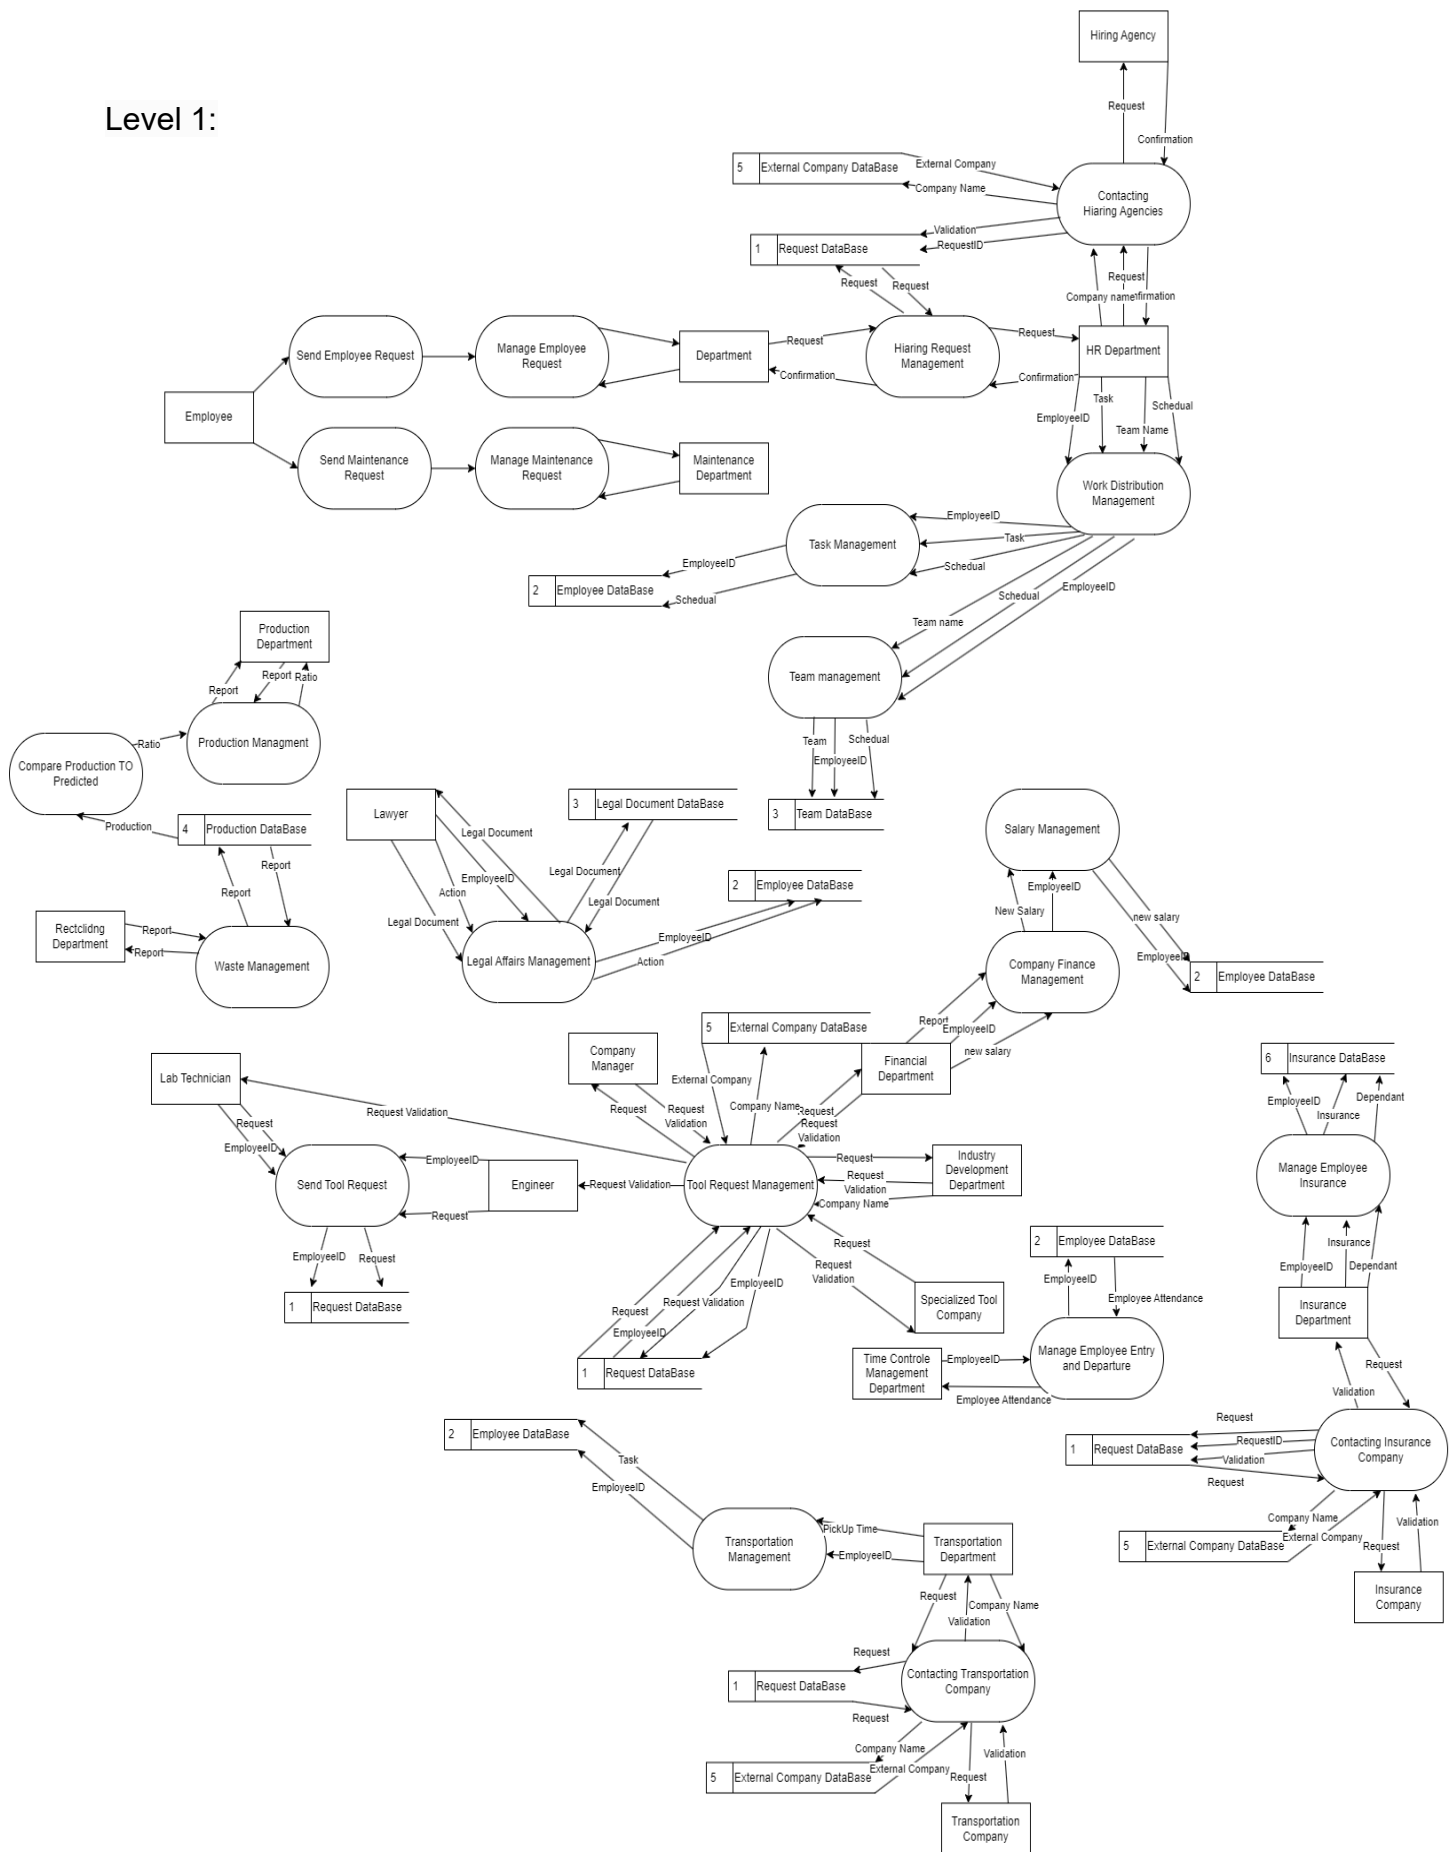 Level 1:
Hiring Agency
Request
Confirmation
5 External Company DataBase
External Company
Company Name
Contacting
Hiaring Agencies
Validation
RequestID
1 Request DataBase
Request
Request
Request
Company name
nfirmation
Send Employee Request
Manage Employee
Request
Department
Request
Confirmation
Hiaring Request
Management
Request
Confirmation
HR Department
Employee
EmployeeID
Task
Team Name
Schedual
Send Maintenance
Request
Manage Maintenance
Request
Maintenance
Department
Work Distribution
Management
EmployeeID
Task
Schedual
Task Management
EmployeeID
Schedual
2 Employee DataBase
Team name
Schedual
EmployeeID
Team management
Team
EmployeeID
Schedual
3 Team DataBase
Production
Department
Report
Report
Ratio
Production Managment
Ratio
Compare Production TO
Predicted
Production
4 Production DataBase
Report
Report
Rectclidng
Department
Report
Report
Waste Management
Lawyer
Legal Document
EmployeeID
Action
Legal Document
3 Legal Document DataBase
Legal Document
Legal Document
Legal Affairs Management
EmployeeID
Action
2 Employee DataBase
Salary Management
New Salary
EmployeeID
new salary
EmployeeID
2 Employee DataBase
Company Finance
Management
Report
EmployeeID
new salary
Financial
Department
5 External Company DataBase
External Company
Company Name
Company
Manager
Request
Request
Validation
Request
Request
Validation
Lab Technician
Request Validation
Request
EmployeeID
Send Tool Request
EmployeeID
Request
Engineer
Request Validation
Tool Request Management
Request
Request
Validation
Company Name
Industry
Development
Department
EmployeeID
Request
1 Request DataBase
Request
EmployeeID
Request Validation
EmployeeID
1 Request DataBase
Request
Request
Validation
Specialized Tool
Company
2 Employee DataBase
EmployeeID
Employee Attendance
Time Controle
Management
Department
EmployeeID
Employee Attendance
Manage Employee Entry
and Departure
6 Insurance DataBase
EmployeeID
Insurance
Dependant
Manage Employee
Insurance
EmployeeID
Insurance
Dependant
Insurance
Department
Validation
Request
Contacting Insurance
Company
Request
RequestID
Validation
Request
1 Request DataBase
Company Name
External Company
5 External Company DataBase
Request
Validation
Insurance
Company
2 Employee DataBase
Task
EmployeeID
Transportation
Management
PickUp Time
EmployeeID
Transportation
Department
Request
Validation
Company Name
Contacting Transportation
Company
Request
1 Request DataBase
Request
Company Name
External Company
5 External Company DataBase
Request
Validation
Transportation
Company